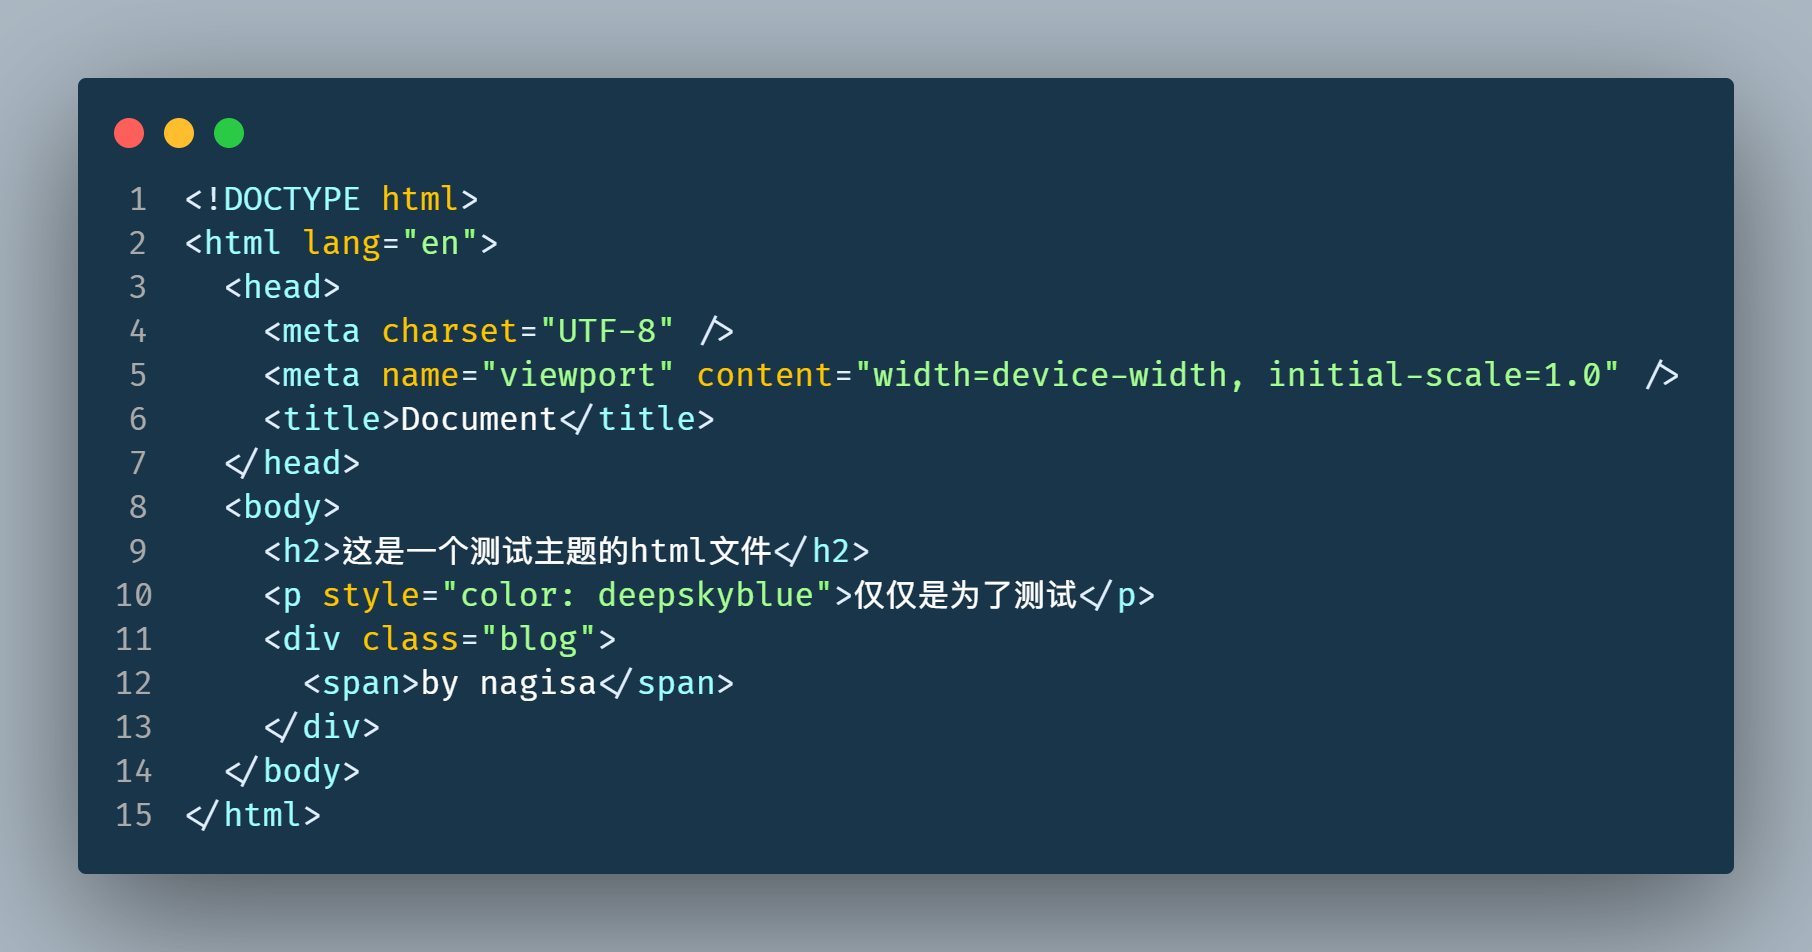 1 <!DOCTYPE html>
2 <html lang="en">
3   <head>
4     <meta charset="UTF-8" />
5     <meta name="viewport" content="width=device-width, initial-scale=1.0" />
6     <title>Document</title>
7   </head>
8   <body>
9     <h2>这是一个测试主题的html文件</h2>
10     <p style="color: deepskyblue">仅仅是为了测试</p>
11     <div class="blog">
12       <span>by nagisa</span>
13     </div>
14   </body>
15 </html>